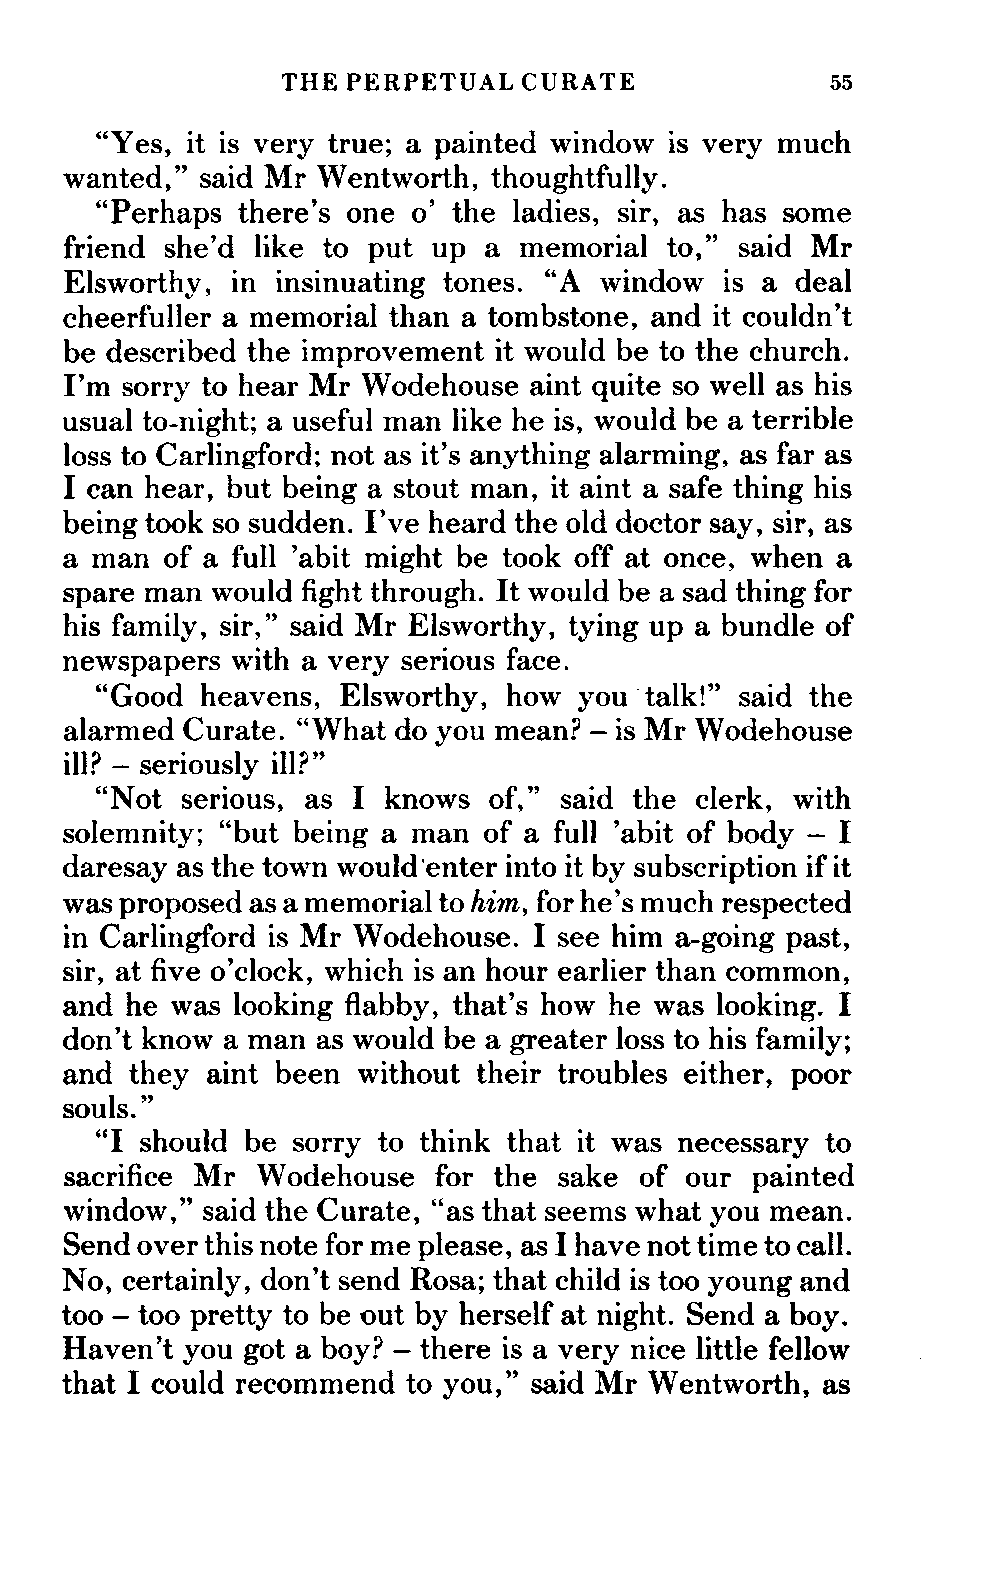 THE PERPETUAL CURATE 55
“Yes, it is very true; a painted window is very much
wanted,” said Mr Wentworth, thoughtfully.
“Perhaps there’s one o’ the ladies, sir, as has some
friend she’d like to put up a memorial to,” said Mr
Elsworthy, in insinuating tones. “A window is a deal
cheerfuller a memorial than a tombstone, and it couldn’t
be described the improvement it would be to the church.
I’m sorry to hear Mr Wodehouse aint quite so well as his
usual to-night; a useful man like he is, would be a terrible
loss to Carlingford; not as it’s anything alarming, as far as
I can hear, but being a stout man, it aint a safe thing his
being took so sudden. I’ve heard the old doctor say, sir, as
a man of a full ’abit might be took off at once, when a
spare man would fight through. It would be a sad thing for
his family, sir,” said Mr Elsworthy, tying up a bundle of
newspapers with a very serious face.
“Good heavens, Elsworthy, how you talk!” said the
alarmed Curate. “What do you mean? – is Mr Wodehouse
ill? – seriously ill?”
“Not serious, as I knows of,” said the clerk, with
solemnity; “but being a man of a full ’abit of body – I
daresay as the town would enter into it by subscription if it
was proposed as a memorial to him, for he’s much respected
in Carlingford is Mr Wodehouse. I see him a-going past,
sir, at five o’clock, which is an hour earlier than common,
and he was looking flabby, that’s how he was looking. I
don’t know a man as would be a greater loss to his family;
and they aint been without their troubles either, poor
souls.”
“I should be sorry to think that it was necessary to
sacrifice Mr Wodehouse for the sake of our painted
window,” said the Curate, “as that seems what you mean.
Send over this note for me please, as I have not time to call.
No, certainly, don’t send Rosa; that child is too young and
too – too pretty to be out by herself at night. Send a boy.
Haven’t you got a boy? – there is a very nice little fellow
that I could recommend to you,” said Mr Wentworth, as